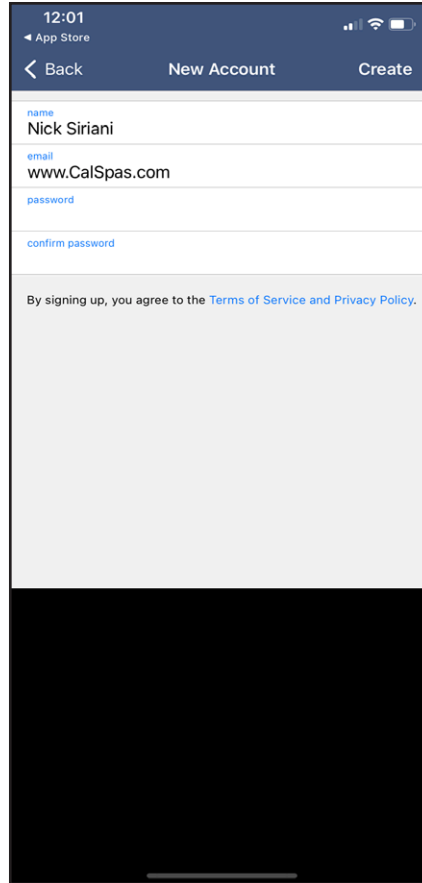 12:01
◀ App Store
Back New Account Create
name
Nick Siriani
email
www.CalSpas.com
password
confirm password
By signing up, you agree to the Terms of Service and Privacy Policy.